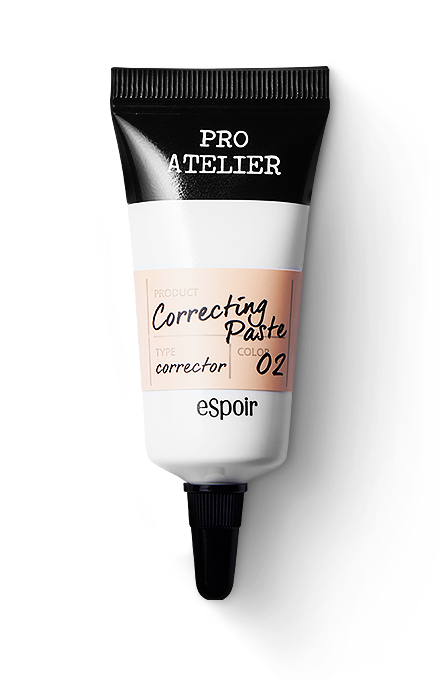 PRO
ATELIER
PRODUCT
Correcting
Paste
TYPE COLOR
corrector 02
eSpoir